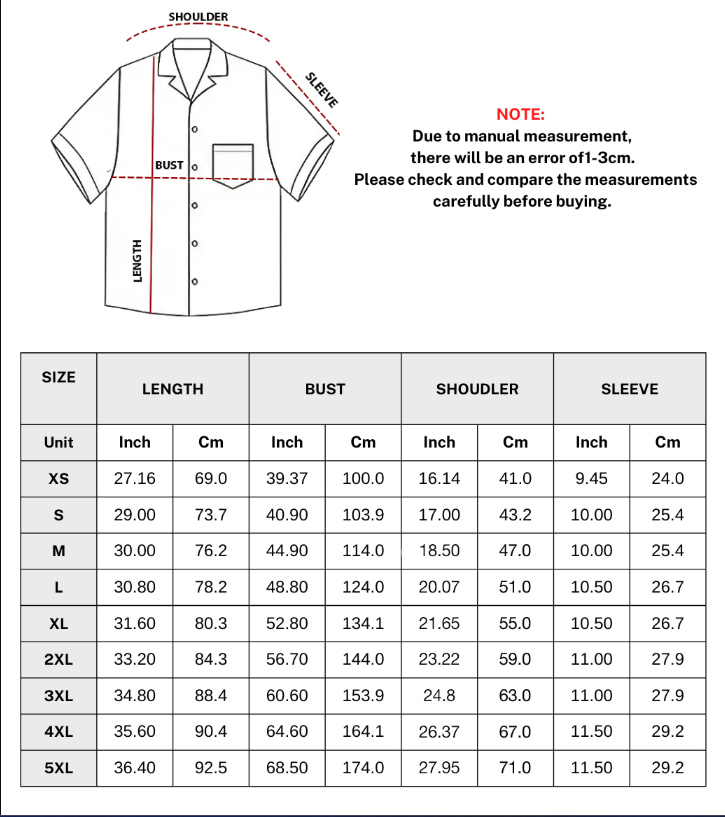 SHOULDER
SLEEVE
BUST
LENGTH
NOTE:
Due to manual measurement,
there will be an error of1-3cm.
Please check and compare the measurements
carefully before buying.
SIZE LENGTH BUST SHOUDLER SLEEVE
Unit Inch Cm Inch Cm Inch Cm Inch Cm
XS 27.16 69.0 39.37 100.0 16.14 41.0 9.45 24.0
S 29.00 73.7 40.90 103.9 17.00 43.2 10.00 25.4
M 30.00 76.2 44.90 114.0 18.50 47.0 10.00 25.4
L 30.80 78.2 48.80 124.0 20.07 51.0 10.50 26.7
XL 31.60 80.3 52.80 134.1 21.65 55.0 10.50 26.7
2XL 33.20 84.3 56.70 144.0 23.22 59.0 11.00 27.9
3XL 34.80 88.4 60.60 153.9 24.8 63.0 11.00 27.9
4XL 35.60 90.4 64.60 164.1 26.37 67.0 11.50 29.2
5XL 36.40 92.5 68.50 174.0 27.95 71.0 11.50 29.2